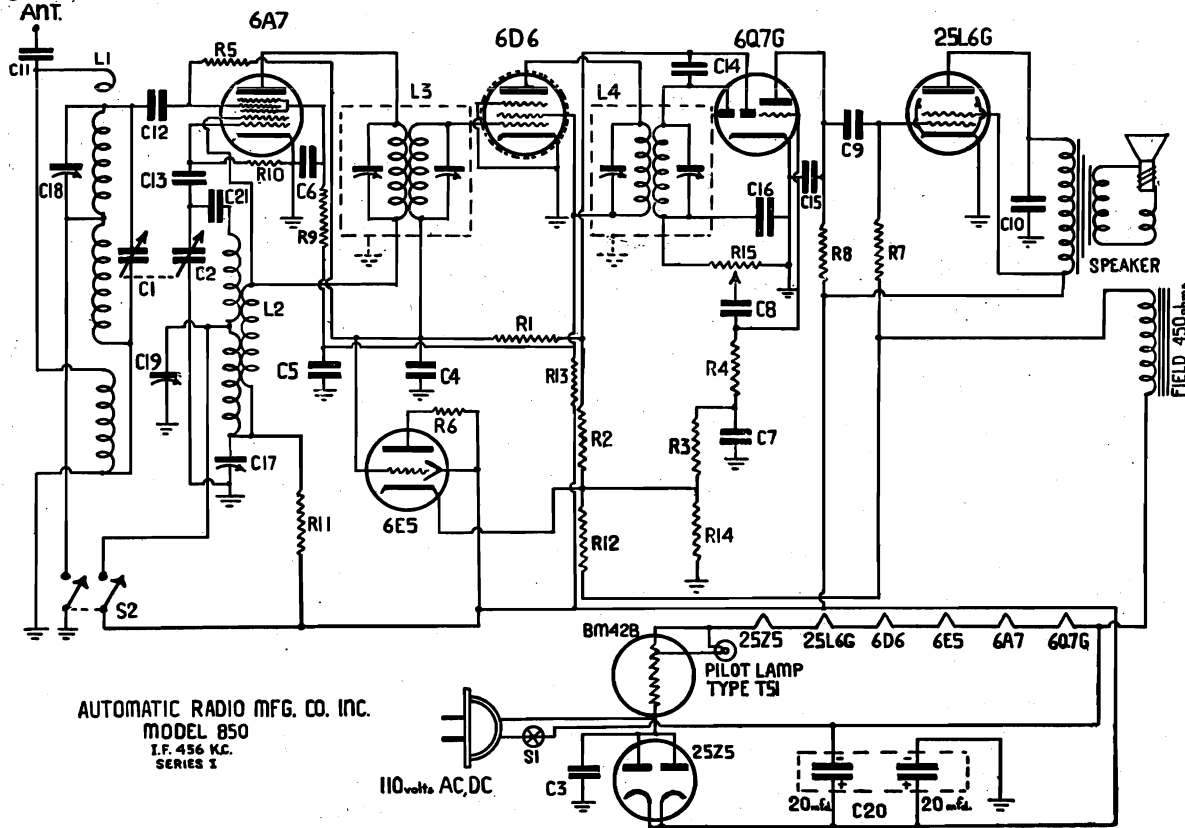 ANT.
6A7
6D6
6Q7G
25L6G
C11
L1
R5
C14
C12
L3
L4
C9
C18
C13
R10
C6
C21
C16
C15
C10
R9
R15
R8
R7
SPEAKER
C1
C2
L2
C8
R1
C19
C5
C4
R13
R4
FIELD 450 ohms
R6
R2
R3
C7
6E5
R11
R12
R14
S2
BM42B
25Z5 25L6G 6D6 6E5 6A7 6Q7G
PILOT LAMP
TYPE T51
C17
AUTOMATIC RADIO MFG. CO. INC.
MODEL 850
I.F. 456 K.C.
SERIES I
S1
25Z5
C3
110 volts AC,DC
- -
+ +
20 mfd. C20 20 mfd.